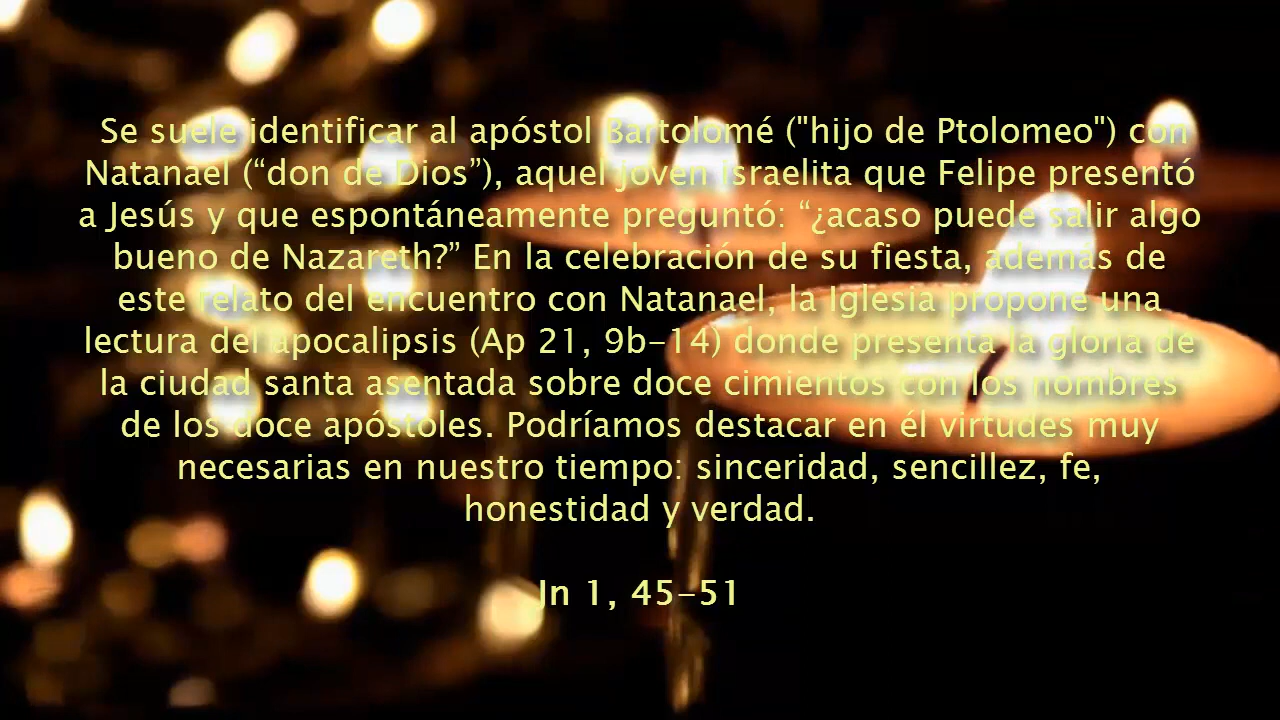 Se suele identificar al apóstol Bartolomé ("hijo de Ptolomeo") con
Natanael (“don de Dios”), aquel joven israelita que Felipe presentó
a Jesús y que espontáneamente preguntó: “¿acaso puede salir algo
bueno de Nazareth?” En la celebración de su fiesta, además de
este relato del encuentro con Natanael, la Iglesia propone una
lectura del apocalipsis (Ap 21, 9b-14) donde presenta la gloria de
la ciudad santa asentada sobre doce cimientos con los nombres
de los doce apóstoles. Podríamos destacar en él virtudes muy
necesarias en nuestro tiempo: sinceridad, sencillez, fe,
honestidad y verdad.
Jn 1, 45-51